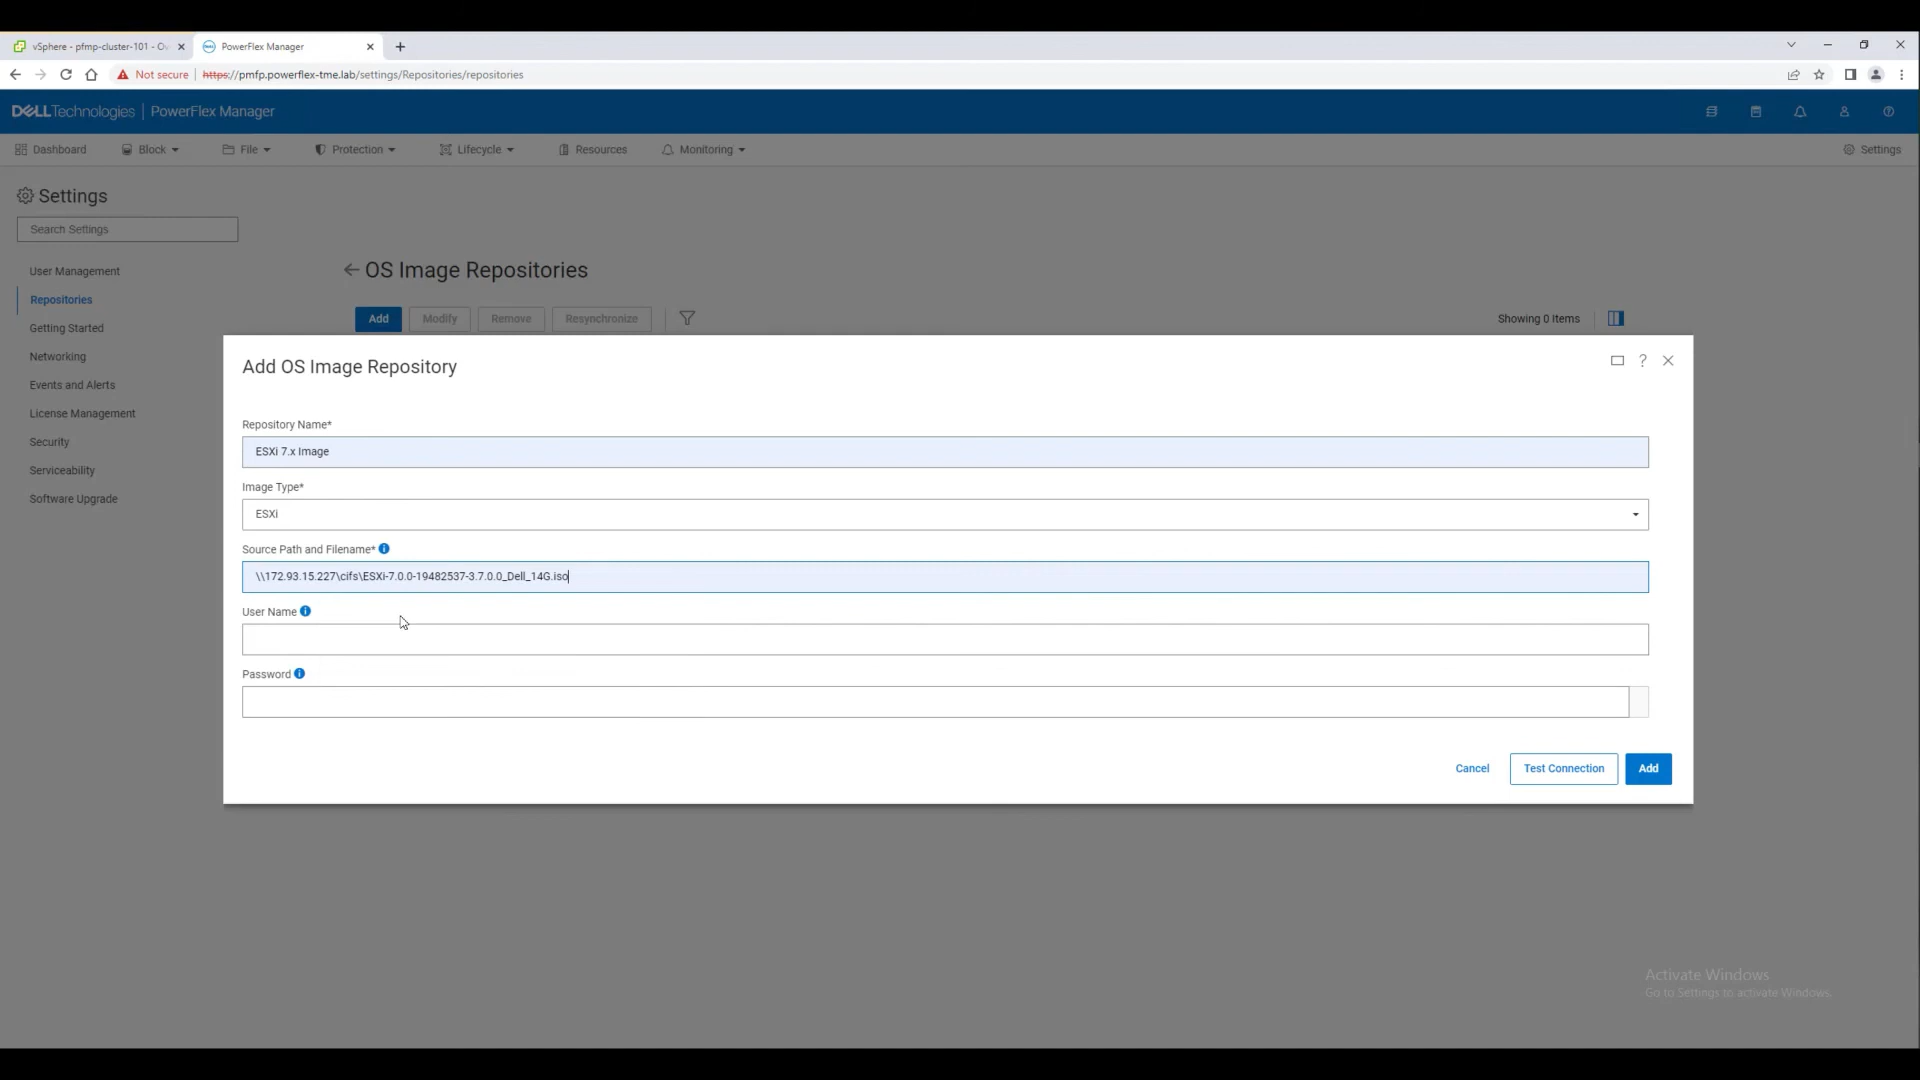 vSphere - pfmp-cluster-101 - Ov
PowerFlex Manager
Not secure
https://pmfp.powerflex-tme.lab/settings/Repositories/repositories
DELLTechnologies | PowerFlex Manager
Dashboard
Block
File
Protection
Lifecycle
Resources
Monitoring
Settings
Settings
Search Settings
User Management
Repositories
Getting Started
Networking
Events and Alerts
License Management
Security
Serviceability
Software Upgrade
OS Image Repositories
Add
Modify
Remove
Resynchronize
Showing 0 Items
Add OS Image Repository
?
Repository Name*
ESXi 7.x Image
Image Type*
ESXi
Source Path and Filename*
\\172.93.15.227\cifs\ESXi-7.0.0-19482537-3.7.0.0_Dell_14G.iso
User Name
Password
Cancel
Test Connection
Add
Activate Windows
Go to Settings to activate Windows.